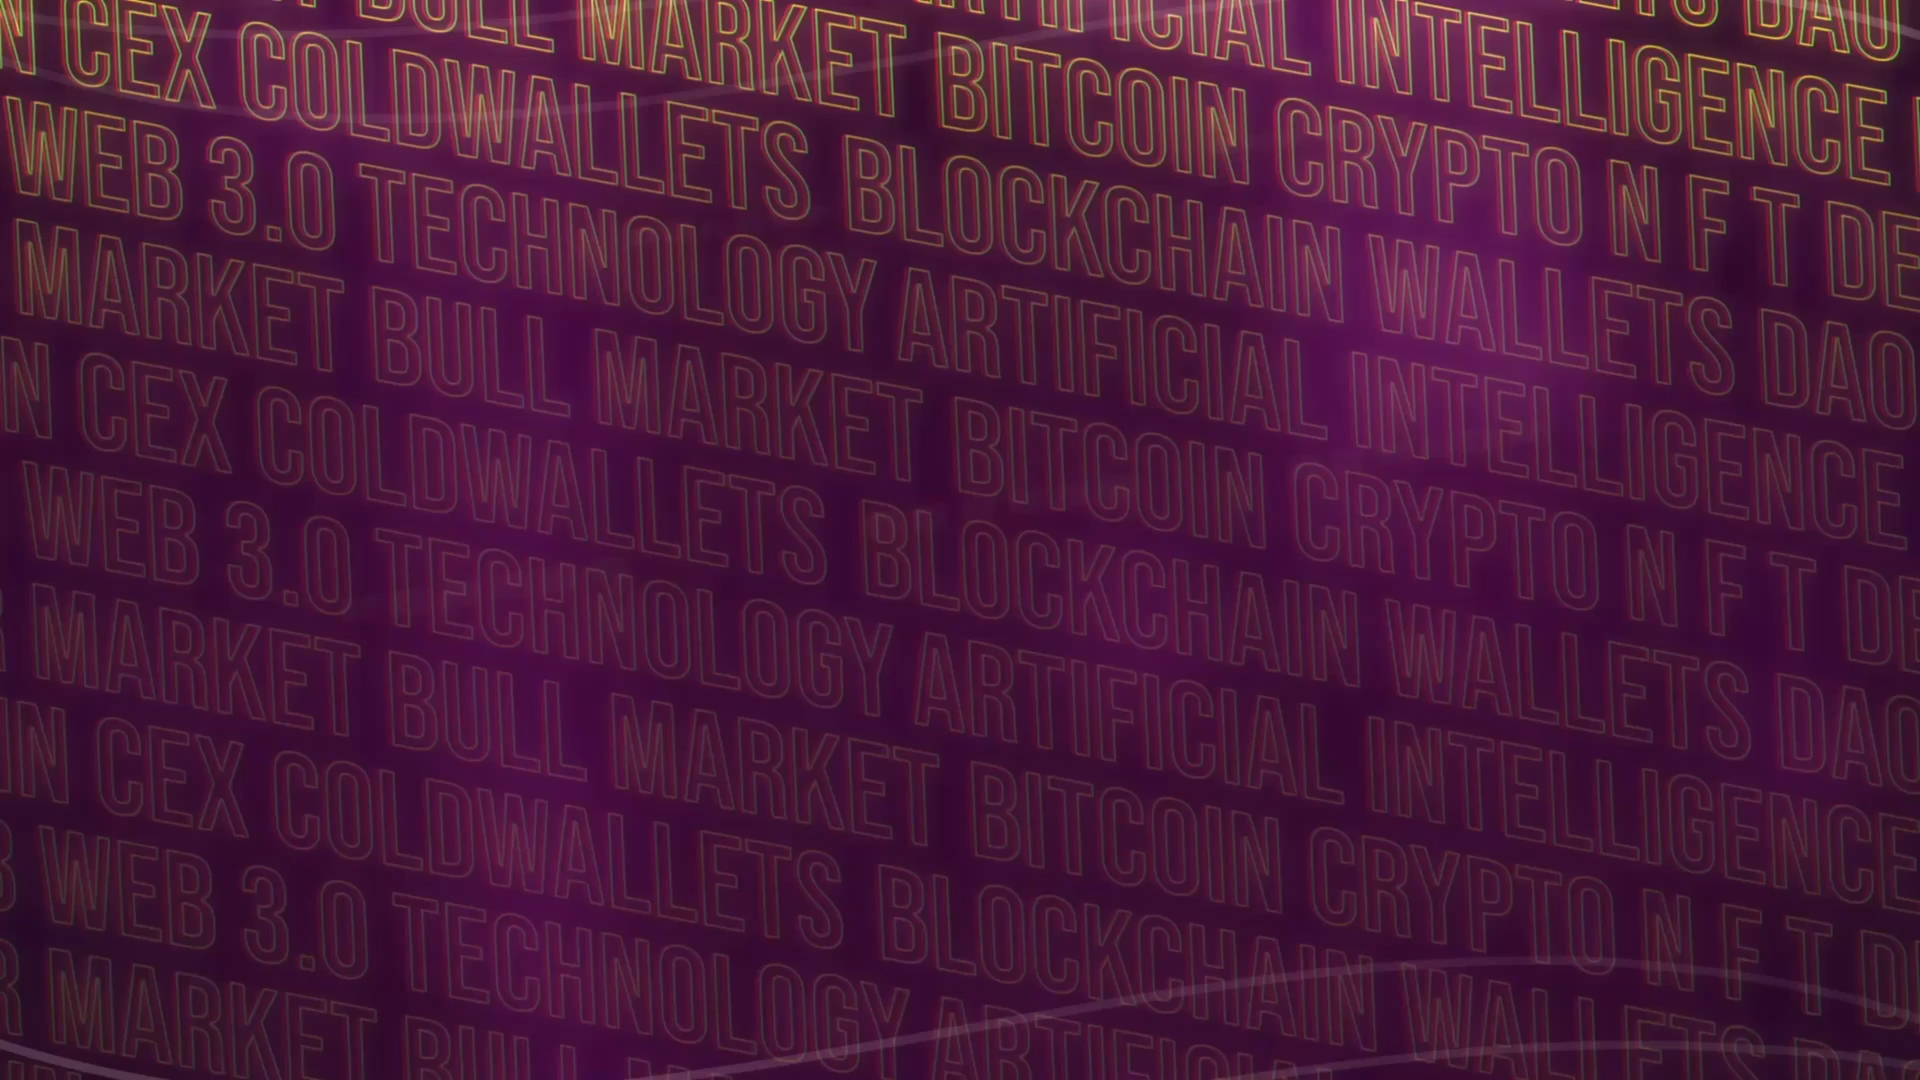 BULL MARKET BITCOIN CRYPTO N F T
N CEX COLDWALLETS BLOCKCHAIN WALLETS DAO
WEB 3.0 TECHNOLOGY ARTIFICIAL INTELLIGENCE
MARKET BULL MARKET BITCOIN CRYPTO N F T
N CEX COLDWALLETS BLOCKCHAIN WALLETS DAO
WEB 3.0 TECHNOLOGY ARTIFICIAL INTELLIGENCE
MARKET BULL MARKET BITCOIN CRYPTO N F T
IN CEX COLDWALLETS BLOCKCHAIN WALLETS
WEB 3.0 TECHNOLOGY
R MARKET BULL